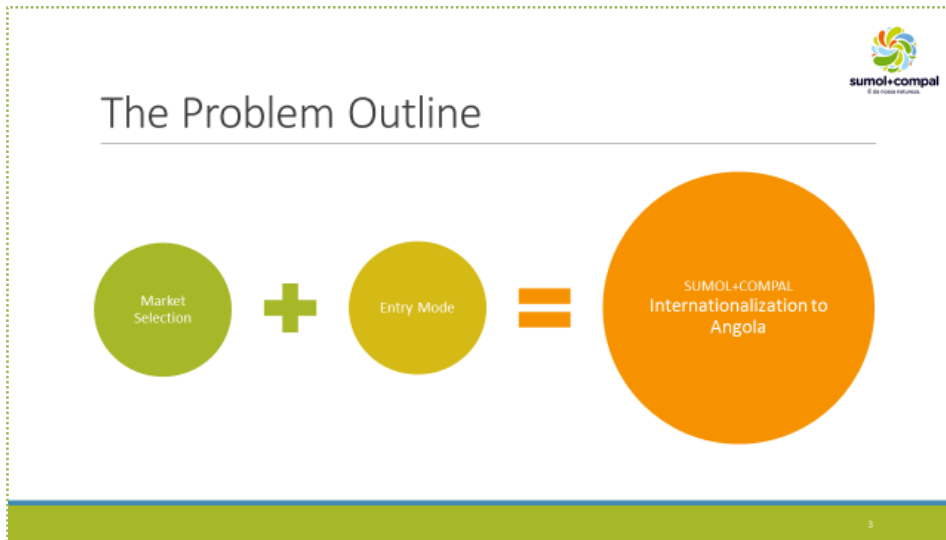 sumol+compal
É da nossa natureza.
The Problem Outline
Market
Selection
Entry Mode
SUMOL+COMPAL
Internationalization to
Angola
3